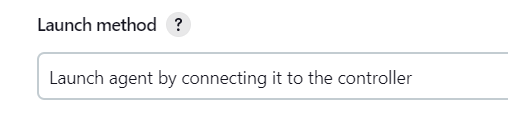 Launch method ?
Launch agent by connecting it to the controller